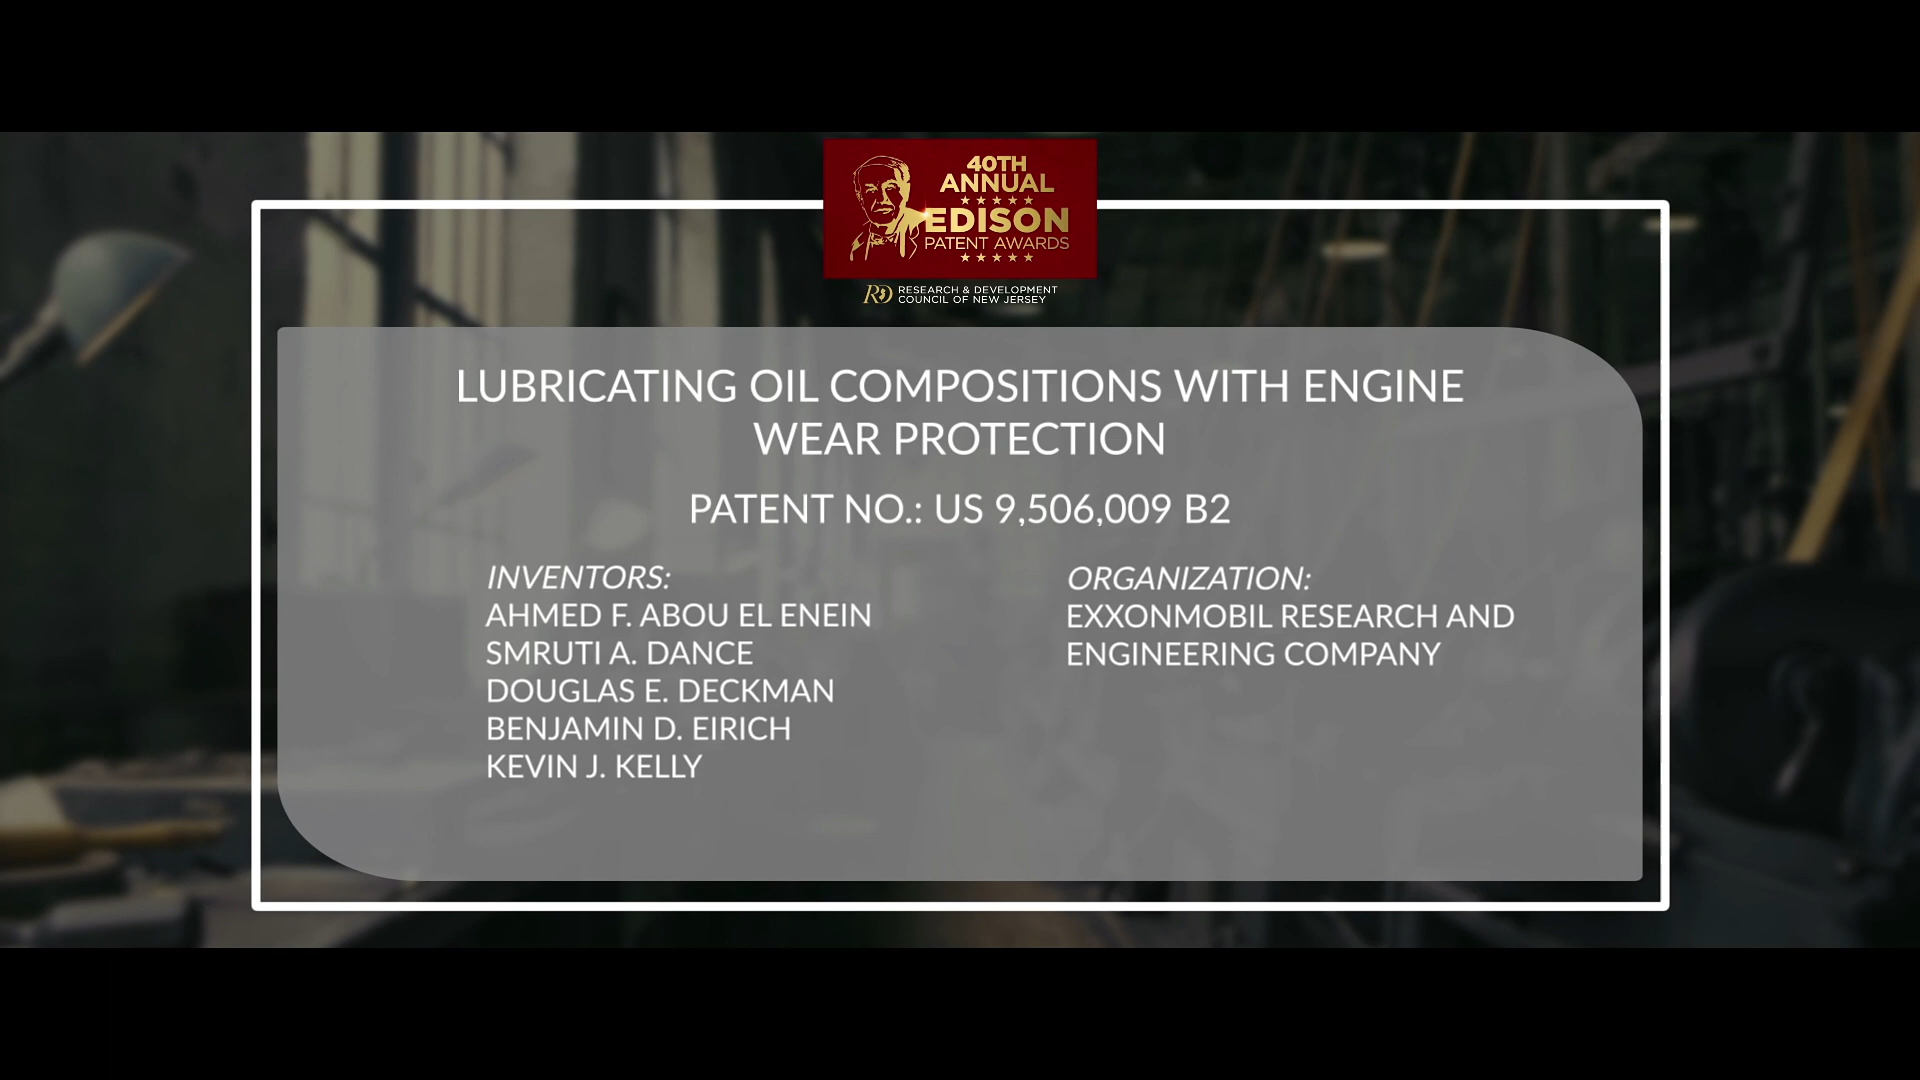 40TH
ANNUAL
EDISON
PATENT AWARDS
RD RESEARCH & DEVELOPMENT
COUNCIL OF NEW JERSEY
LUBRICATING OIL COMPOSITIONS WITH ENGINE
WEAR PROTECTION
PATENT NO.: US 9,506,009 B2
INVENTORS:
AHMED F. ABOU EL ENEIN
SMRUTI A. DANCE
DOUGLAS E. DECKMAN
BENJAMIN D. EIRICH
KEVIN J. KELLY
ORGANIZATION:
EXXONMOBIL RESEARCH AND
ENGINEERING COMPANY